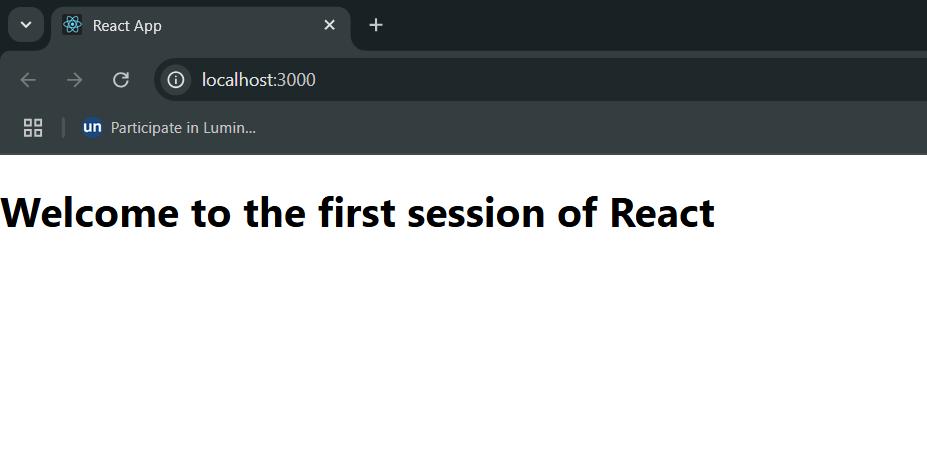 React App
localhost:3000
un Participate in Lumin...
Welcome to the first session of React